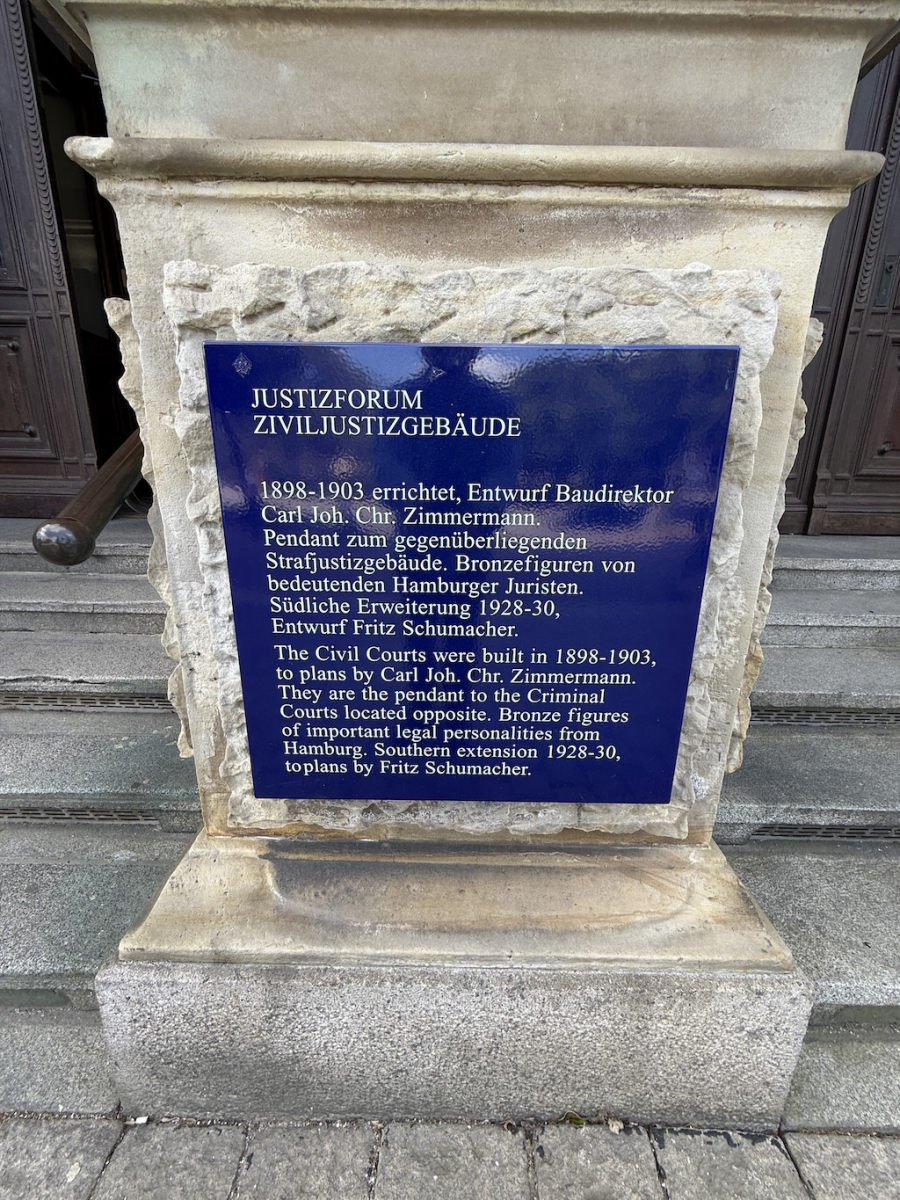 JUSTIZFORUM
ZIVILJUSTIZGEBÄUDE
1898-1903 errichtet, Entwurf Baudirektor
Carl Joh. Chr. Zimmermann.
Pendant zum gegenüberliegenden
Strafjustizgebäude. Bronzefiguren von
bedeutenden Hamburger Juristen.
Südliche Erweiterung 1928-30,
Entwurf Fritz Schumacher.
The Civil Courts were built in 1898-1903,
to plans by Carl Joh. Chr. Zimmermann.
They are the pendant to the Criminal
Courts located opposite. Bronze figures
of important legal personalities from
Hamburg. Southern extension 1928-30,
toplans by Fritz Schumacher.